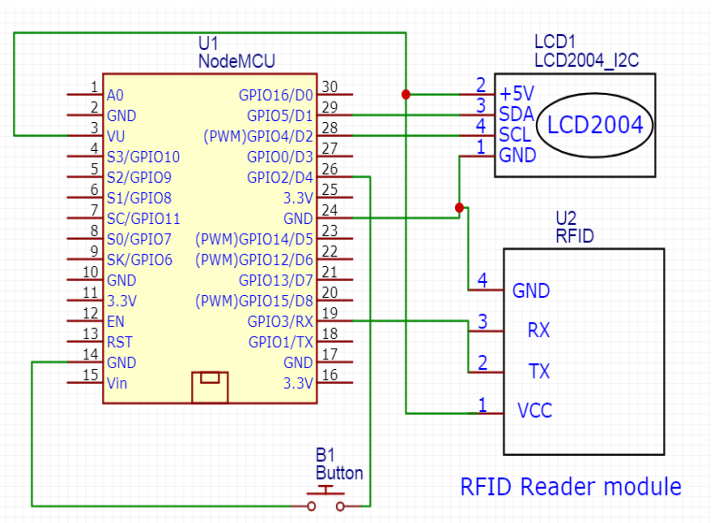 U1
NodeMCU
1 A0
2 GND
3 VU
4 S3/GPIO10
5 S2/GPIO9
6 S1/GPIO8
7 SC/GPIO11
8 S0/GPIO7
9 SK/GPIO6
10 GND
11 3.3V
12 EN
13 RST
14 GND
15 Vin
GPIO16/D0 30
GPIO5/D1 29
(PWM)GPIO4/D2 28
GPIO0/D3 27
GPIO2/D4 26
3.3V 25
GND 24
(PWM)GPIO14/D5 23
(PWM)GPIO12/D6 22
GPIO13/D7 21
(PWM)GPIO15/D8 20
GPIO3/RX 19
GPIO1/TX 18
GND 17
3.3V 16
LCD1
LCD2004_I2C
2 +5V
3 SDA
4 SCL
1 GND
LCD2004
U2
RFID
4 GND
3 RX
2 TX
1 VCC
B1
Button
RFID Reader module